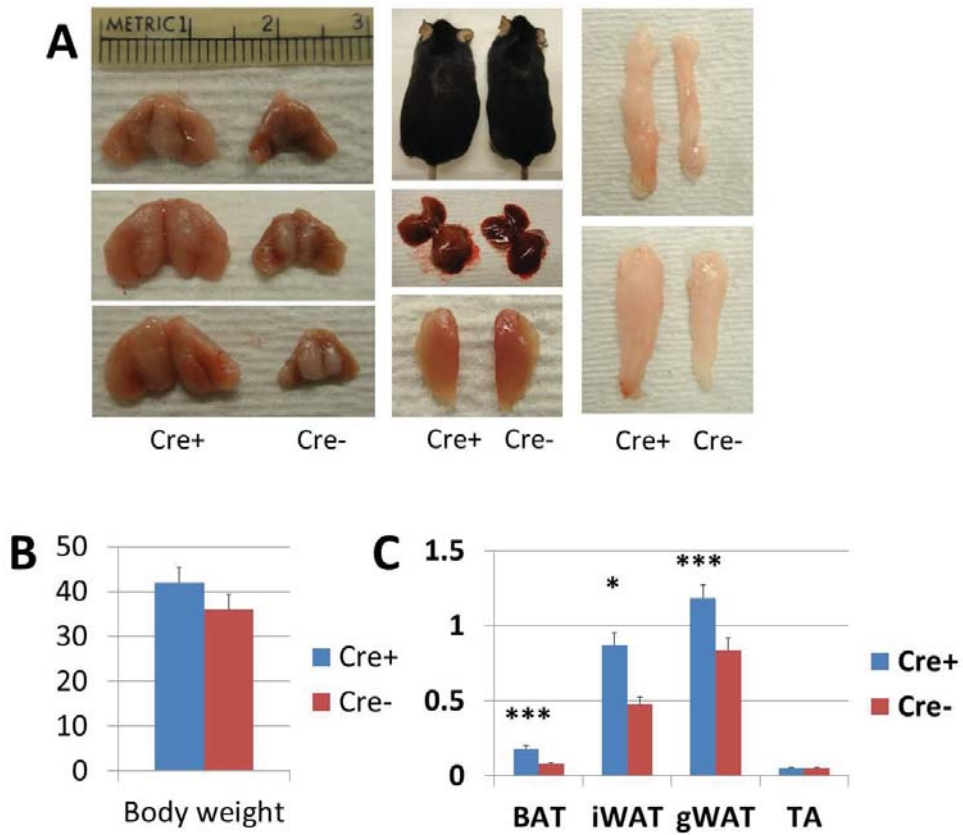 A
METRIC 1 2 3
Cre+ Cre-
Cre+ Cre-
Cre+ Cre-
B
50
40
30
20
10
0
Body weight
Cre+
Cre-
C
1.5
1
0.5
0
***
*
***
BAT iWAT gWAT TA
Cre+
Cre-